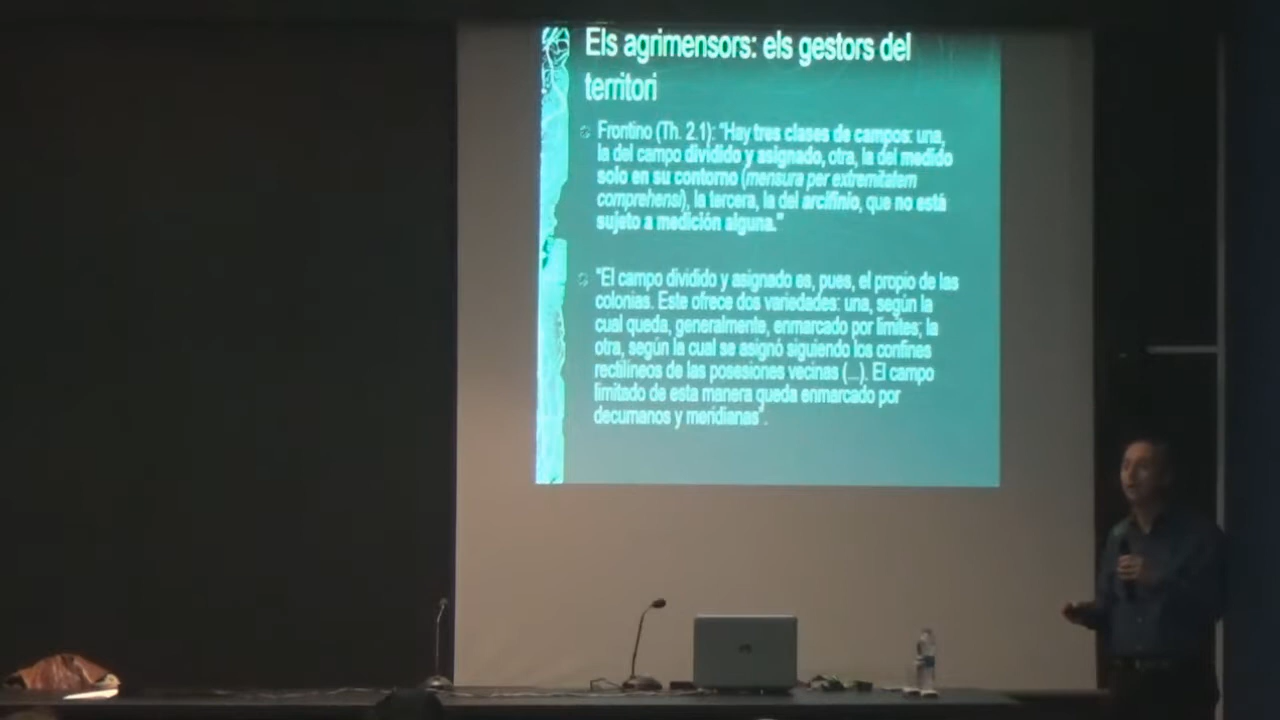 Els agrimensors: els gestors del
territori
Frontino (Th. 2.1): "Hay tres clases de campos: una,
la del campo dividido y asignado, otra, la del medido
solo en su contorno (mensura per extremitatem
comprehensi), la tercera, la del arcifinio, que no está
sujeto a medición alguna."
"El campo dividido y asignado es, pues, el propio de las
colonias. Este ofrece dos variedades: una, según la
cual queda, generalmente, enmarcado por limites; la
otra, según la cual se asignó siguiendo los confines
rectilíneos de las posesiones vecinas (...). El campo
limitado de esta manera queda enmarcado por
decumanos y meridianas".